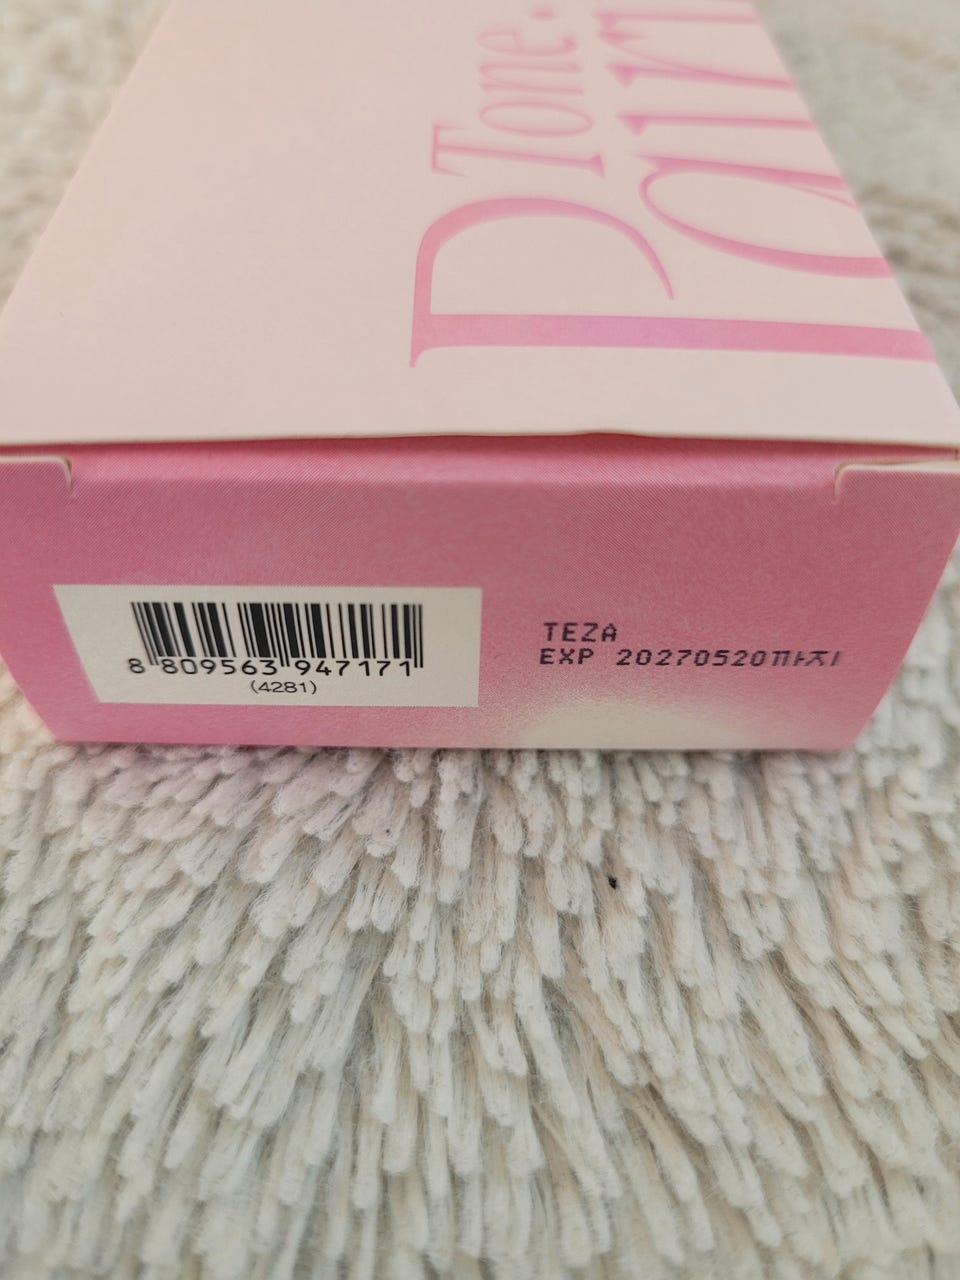 Tone
8 809563 947171
(4281)
TEZA
EXP 20270520까지